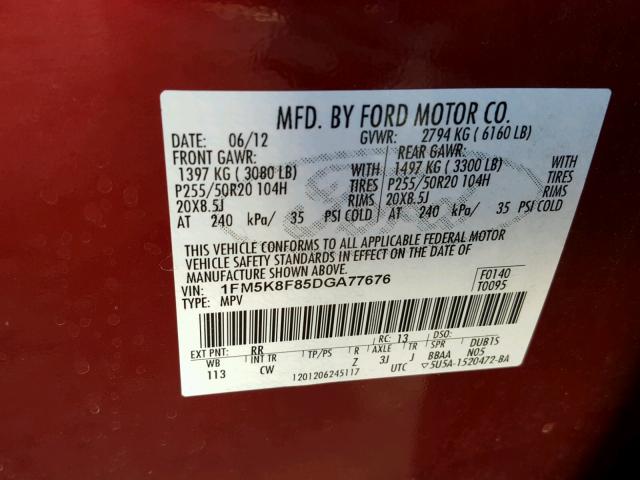 MFD. BY FORD MOTOR CO.
DATE: 06/12 GVWR: 2794 KG ( 6160 LB)
FRONT GAWR: REAR GAWR:
1397 KG ( 3080 LB) WITH 1497 KG ( 3300 LB) WITH
P255/50R20 104H TIRES P255/50R20 104H TIRES
20X8.5J RIMS 20X8.5J RIMS
AT 240 kPa/ 35 PSI COLD AT 240 kPa/ 35 PSI COLD
THIS VEHICLE CONFORMS TO ALL APPLICABLE FEDERAL MOTOR
VEHICLE SAFETY STANDARDS IN EFFECT ON THE DATE OF
MANUFACTURE SHOWN ABOVE.
VIN: 1FM5K8F85DGA77676 F0140
TYPE: MPV T0095
EXT PNT: RR RC: 13 DSO:
WB INT TR TP/PS R AXLE TR SPR DUB1S
113 CW Z 3J J BBAA N05
1201206245117 UTC ▽5U5A-1520472-BA